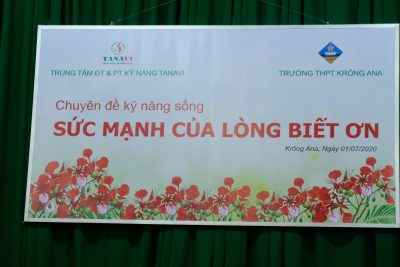 TANAVI
TRUNG TÂM ĐT & PT KỸ NĂNG TANAVI
TRƯỜNG THPT KRÔNG ANA
Chuyên đề kỹ năng sống
SỨC MẠNH CỦA LÒNG BIẾT ƠN
Krông Ana, Ngày 01/07/2020